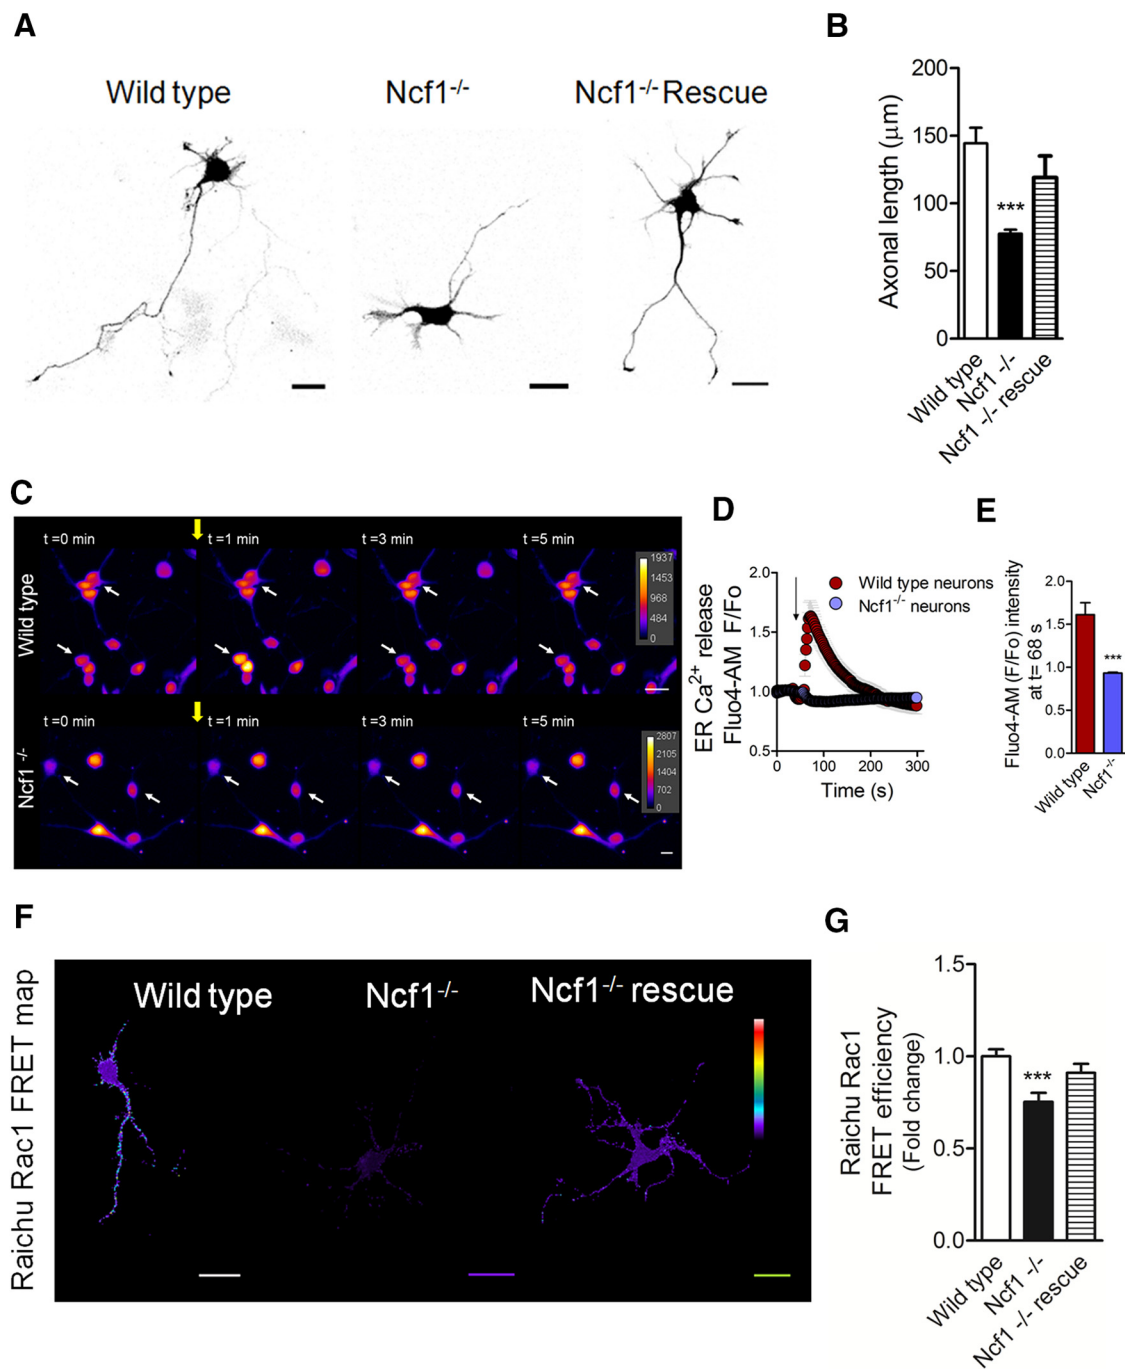 A
Wild type
Ncf1-/-
Ncf1-/- Rescue
B
200
150
100
50
0
Axonal length (µm)
***
Wild type
Ncf1 -/-
Ncf1 -/- rescue
C
Wild type
t =0 min
t =1 min
t =3 min
t =5 min
1937
1453
968
484
0
Ncf1 -/-
t =0 min
t =1 min
t =3 min
t =5 min
2807
2105
1404
702
0
D
ER Ca2+ release
Fluo4-AM F/Fo
2.0
1.5
1.0
0.5
0
100
200
300
Time (s)
Wild type neurons
Ncf1-/- neurons
E
Fluo4-AM (F/Fo) intensity
at t= 68 s
2.0
1.5
1.0
0.5
0.0
***
Wild type
Ncf1-/-
F
Raichu Rac1 FRET map
Wild type
Ncf1-/-
Ncf1-/- rescue
G
Raichu Rac1
FRET efficiency
(Fold change)
1.5
1.0
0.5
0.0
***
Wild type
Ncf1 -/-
Ncf1 -/- rescue